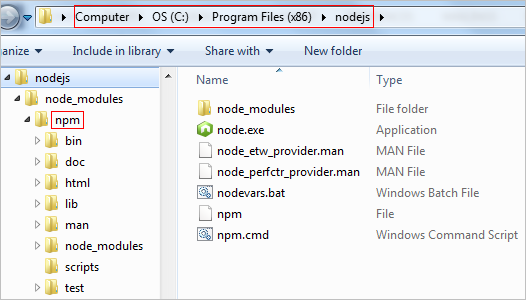 Computer ▸ OS (C:) ▸ Program Files (x86) ▸ nodejs ▸
anize ▾ Include in library ▾ Share with ▾ New folder
nodejs
node_modules
npm
bin
doc
html
lib
man
node_modules
scripts
test
Name Type
node_modules File folder
node.exe Application
node_etw_provider.man MAN File
node_perfctr_provider.man MAN File
nodevars.bat Windows Batch File
npm File
npm.cmd Windows Command Script